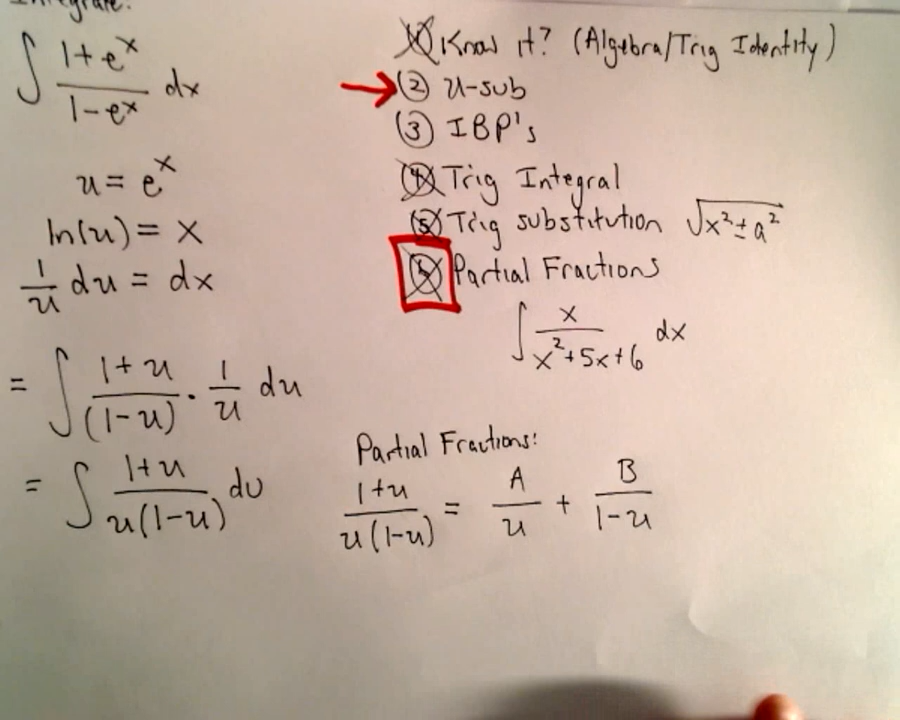 Integrate:
∫ (1+e^x)/(1-e^x) dx
u = e^x
ln(u) = x
1/u du = dx
= ∫ (1+u)/(1-u) · 1/u du
= ∫ (1+u)/(u(1-u)) du
(1) Know it? (Algebra/Trig Identity)
→ (2) u-sub
(3) IBP's
(4) Trig Integral
(5) Trig substitution √(x²±a²)
(6) Partial Fractions
∫ x/(x²+5x+6) dx
Partial Fractions:
(1+u)/(u(1-u)) = A/u + B/(1-u)